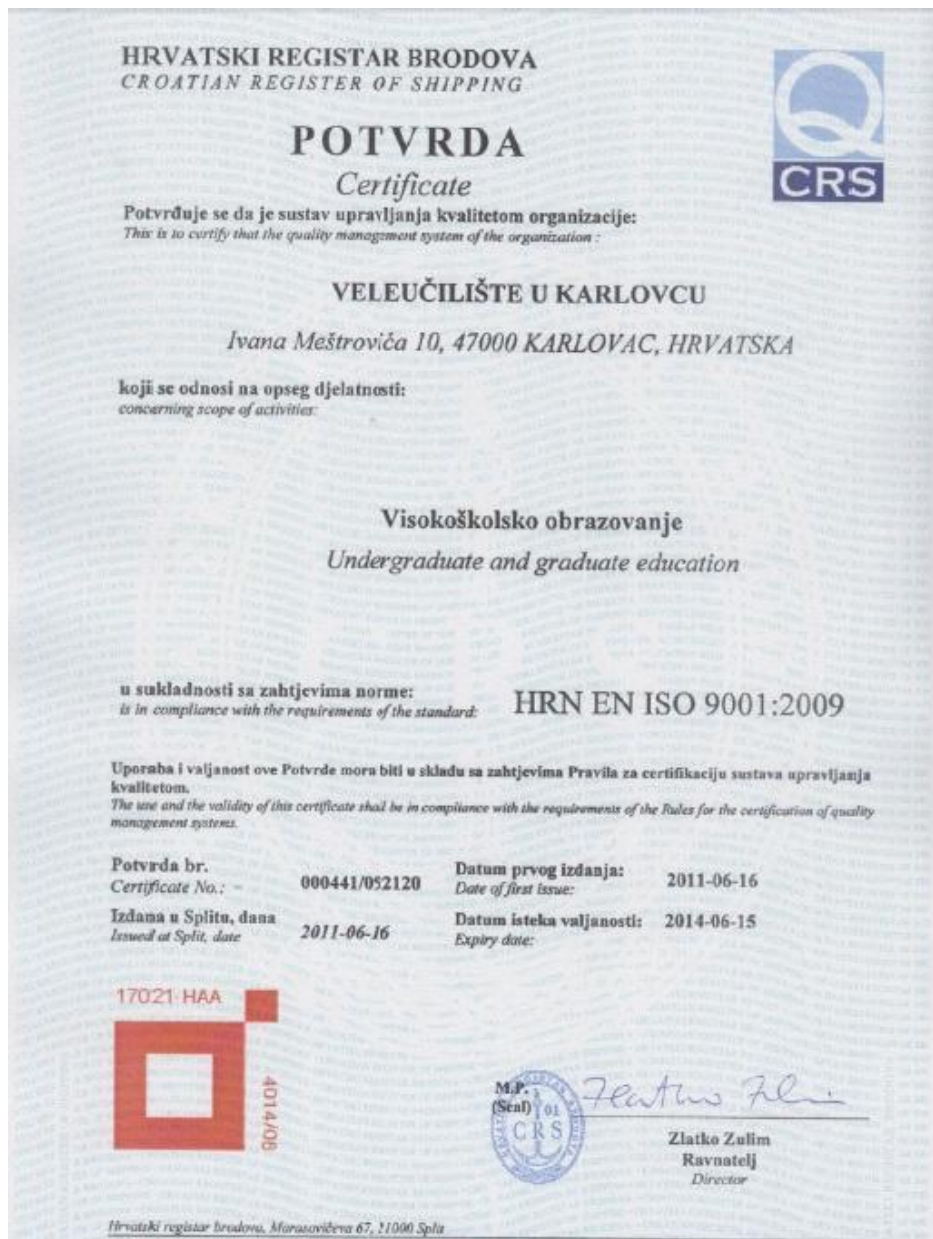 HRVATSKI REGISTAR BRODOVA
CROATIAN REGISTER OF SHIPPING
CRS
POTVRDA
Certificate
Potvrđuje se da je sustav upravljanja kvalitetom organizacije:
This is to certify that the quality management system of the organization :
VELEUČILIŠTE U KARLOVCU
Ivana Meštrovića 10, 47000 KARLOVAC, HRVATSKA
koji se odnosi na opseg djelatnosti:
concerning scope of activities:
Visokoškolsko obrazovanje
Undergraduate and graduate education
u sukladnosti sa zahtjevima norme:
is in compliance with the requirements of the standard:
HRN EN ISO 9001:2009
Uporaba i valjanost ove Potvrde mora biti u skladu sa zahtjevima Pravila za certifikaciju sustava upravljanja
kvalitetom.
The use and the validity of this certificate shall be in compliance with the requirements of the Rules for the certification of quality
management systems.
Potvrda br.
Certificate No.:
000441/052120
Datum prvog izdanja:
Date of first issue:
2011-06-16
Izdana u Splitu, dana
Issued at Split, date
2011-06-16
Datum isteka valjanosti:
Expiry date:
2014-06-15
17021·HAA
4014/06
M.P.
(Seal)
CRS
Zlatko Zulim
Ravnatelj
Director
Hrvatski registar brodova, Marasovićeva 67, 21000 Split